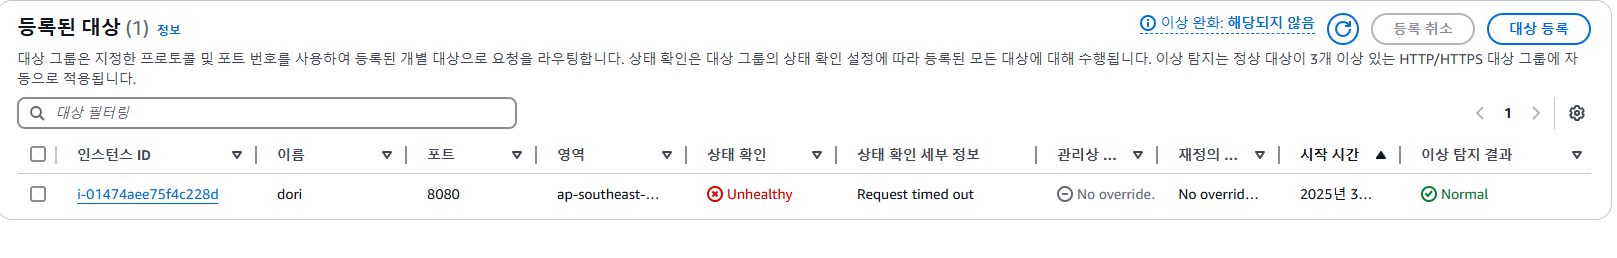 등록된 대상 (1) 정보
이상 완화: 해당되지 않음
등록 취소
대상 등록
대상 그룹은 지정한 프로토콜 및 포트 번호를 사용하여 등록된 개별 대상으로 요청을 라우팅합니다. 상태 확인은 대상 그룹의 상태 확인 설정에 따라 등록된 모든 대상에 대해 수행됩니다. 이상 탐지는 정상 대상이 3개 이상 있는 HTTP/HTTPS 대상 그룹에 자
동으로 적용됩니다.
대상 필터링
1
인스턴스 ID 이름 포트 영역 상태 확인 상태 확인 세부 정보 관리상 ... 재정의 ... 시작 시간 이상 탐지 결과
i-01474aee75f4c228d dori 8080 ap-southeast-... Unhealthy Request timed out No override. No overrid... 2025년 3... Normal